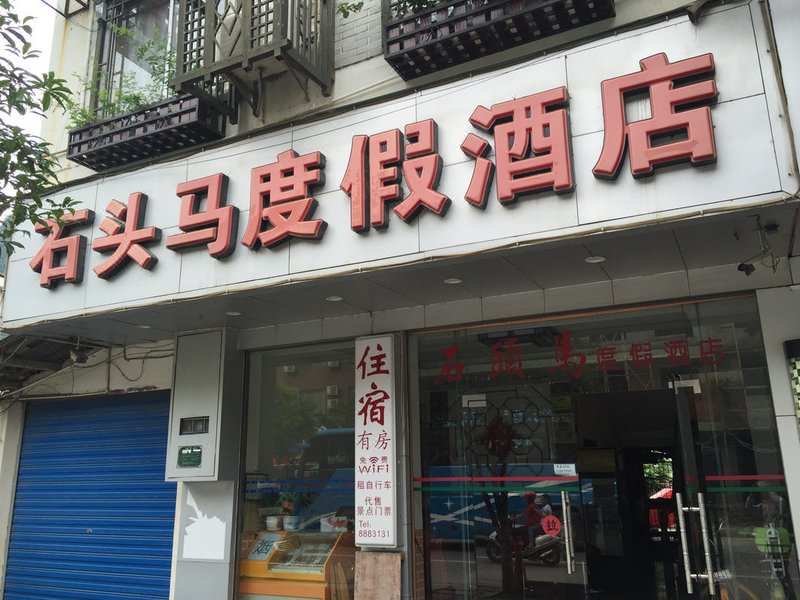 石头马度假酒店
石頭馬度假酒店
住
宿
有房
免费
WiFi
租自行车
代售
景点门票
Tel:
8883131
拉
烟